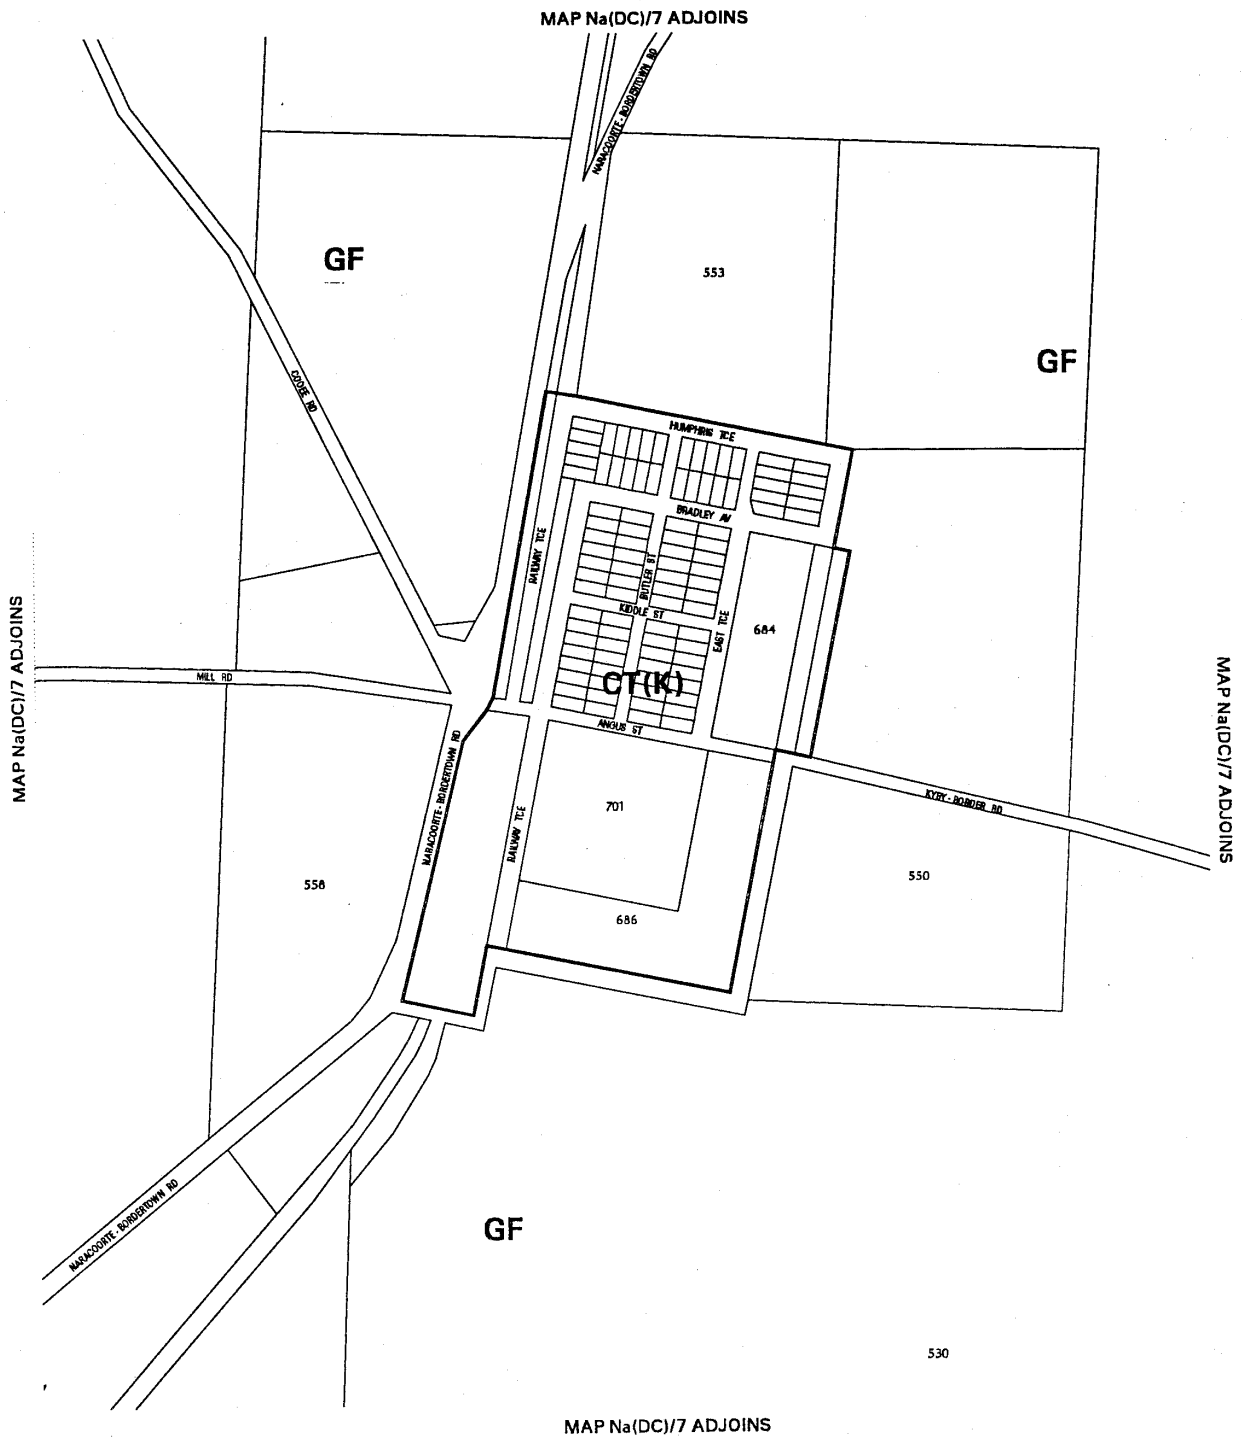 MAP Na(DC)/7 ADJOINS
NARACOORTE - BORDERTOWN RD
GF
553
GF
COOEE RD
HUMPHRIS TCE
BRADLEY AV
RAILWAY TCE
BUTLER ST
KIDDLE ST
EAST TCE
684
MAP Na(DC)/7 ADJOINS
MILL RD
CT(K)
MAP Na(DC)/7 ADJOINS
ANGUS ST
NARACOORTE - BORDERTOWN RD
RAILWAY TCE
701
KYBY - BORDER RD
558
550
686
NARACOORTE - BORDERTOWN RD
GF
530
MAP Na(DC)/7 ADJOINS